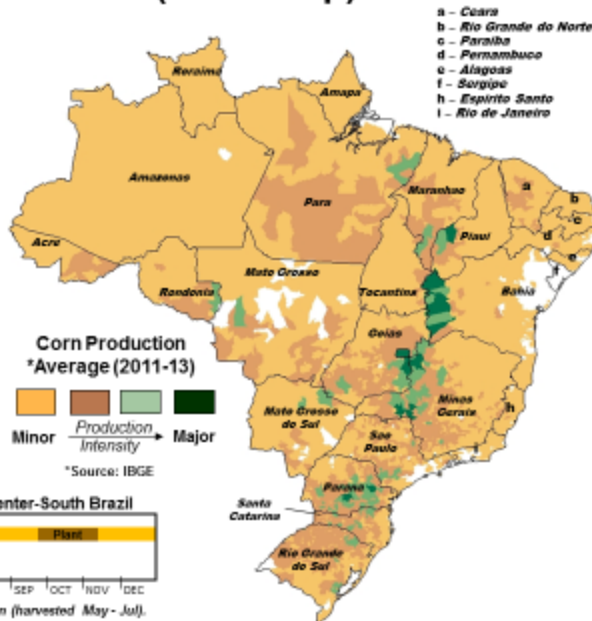 a – Ceara
b – Rio Grande do Norte
c – Paraiba
d – Pernambuco
e – Alagoas
f – Sergipe
h – Espirito Santo
i – Rio de Janeiro
Roraima
Amapa
Amazonas
Para
Maranhao
a
b
c
Piaui
d
e
f
Acre
Rondonia
Mato Grosso
Tocantins
Bahia
Goias
Corn Production
*Average (2011-13)
Minor
Production
Intensity
Major
*Source: IBGE
Mato Grosso
do Sul
Minas
Gerais
h
Sao
Paulo
Parana
Santa
Catarina
Rio Grande
do Sul
enter-South Brazil
Plant
SEP OCT NOV DEC
(harvested May - Jul).